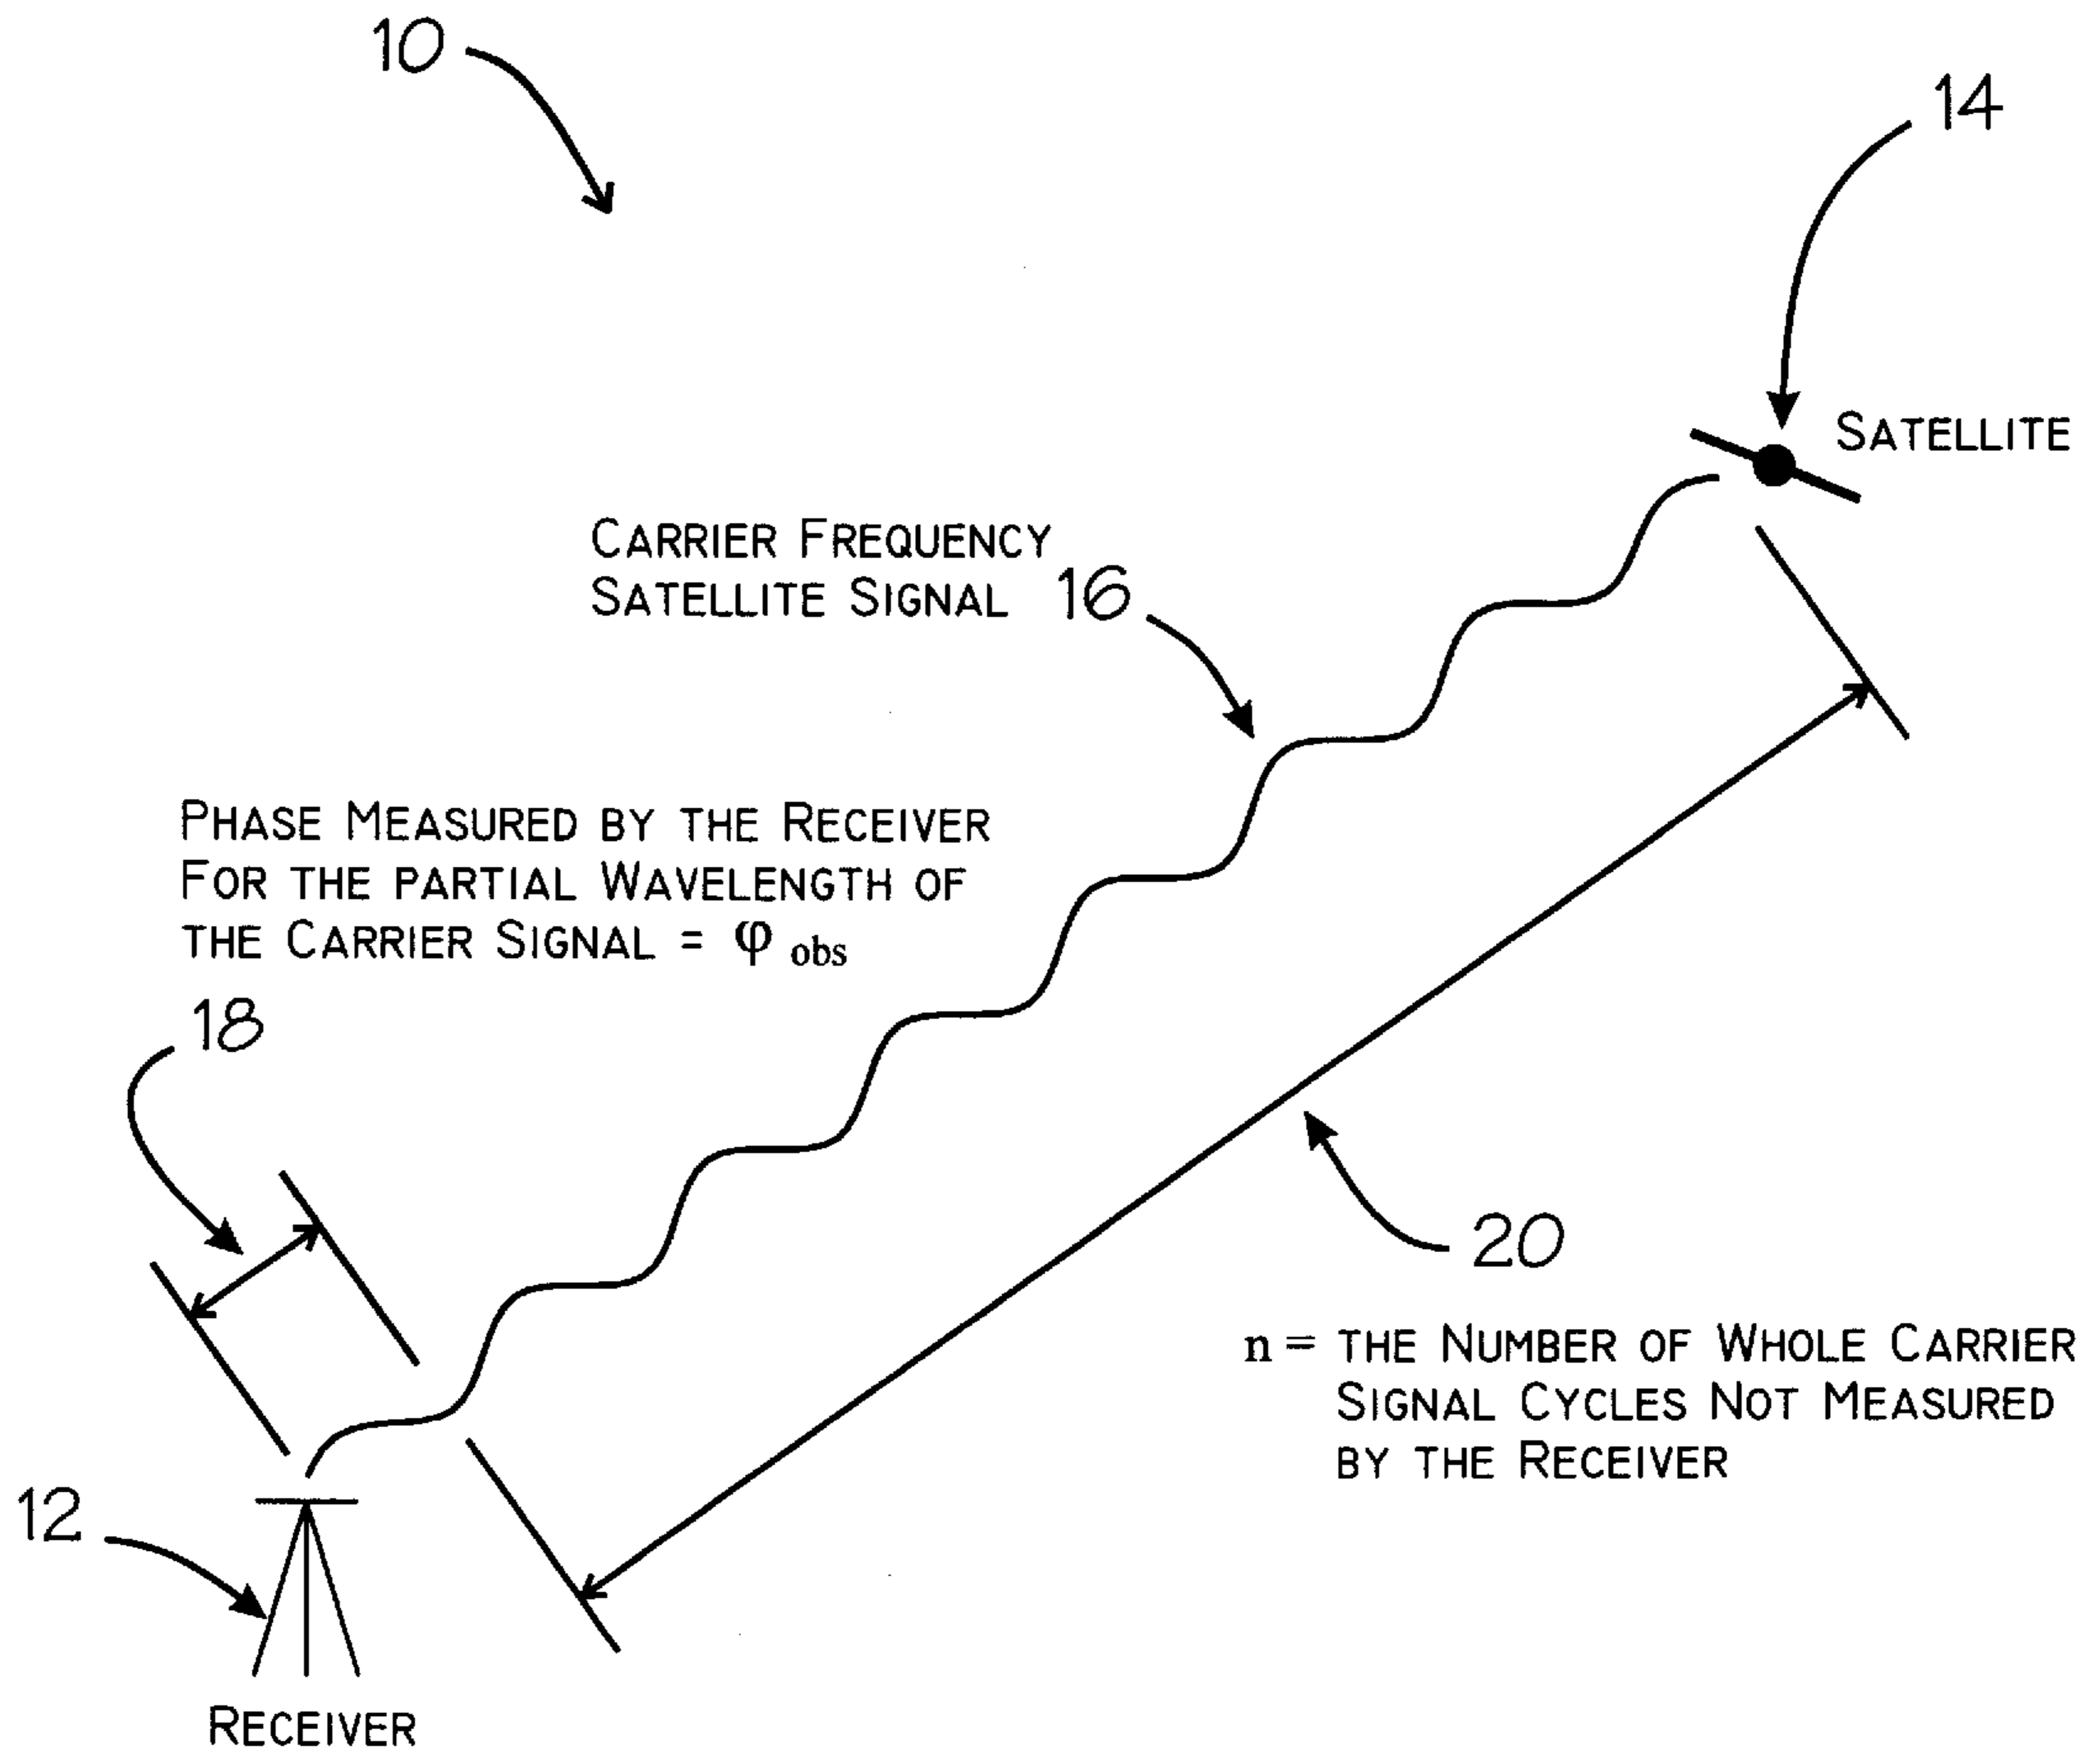 10
14
SATELLITE
CARRIER FREQUENCY
SATELLITE SIGNAL 16
PHASE MEASURED BY THE RECEIVER
FOR THE PARTIAL WAVELENGTH OF
THE CARRIER SIGNAL = φ obs
18
20
n = THE NUMBER OF WHOLE CARRIER
SIGNAL CYCLES NOT MEASURED
BY THE RECEIVER
12
RECEIVER